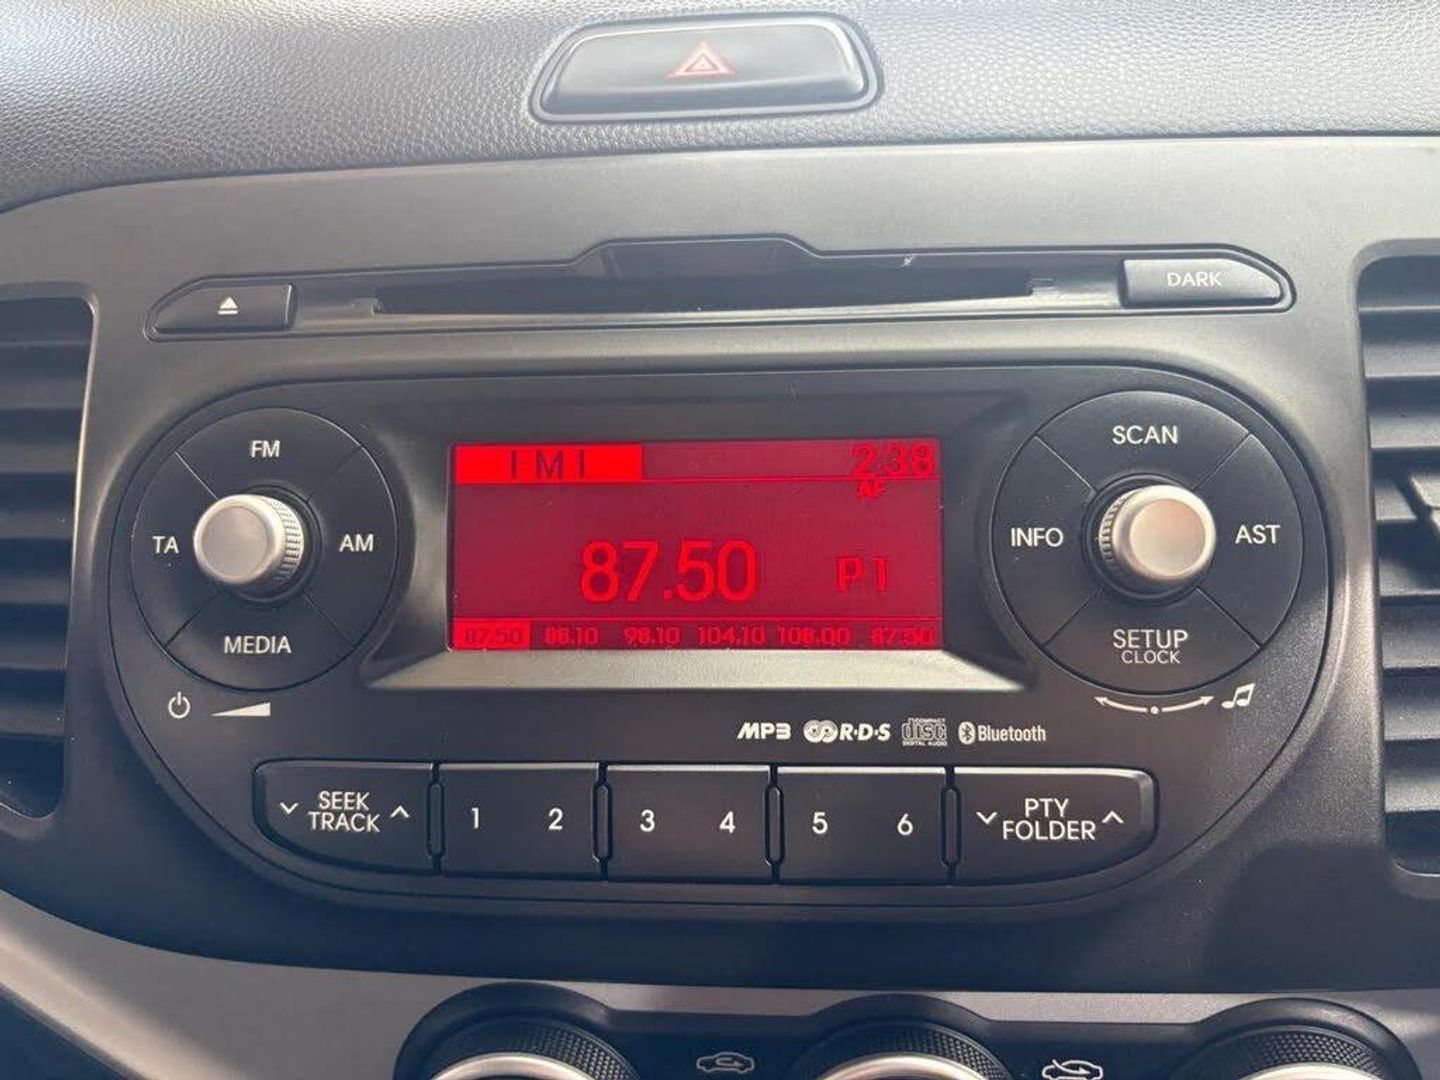 DARK
FM
TA
AM
MEDIA
FM1 2:38
AF
87.50 P1
87.50 88.10 98.10 104.10 108.00 87.50
SCAN
INFO
AST
SETUP
CLOCK
MP3 R·D·S COMPACT disc DIGITAL AUDIO Bluetooth
SEEK
TRACK
1 2 3 4 5 6
PTY
FOLDER